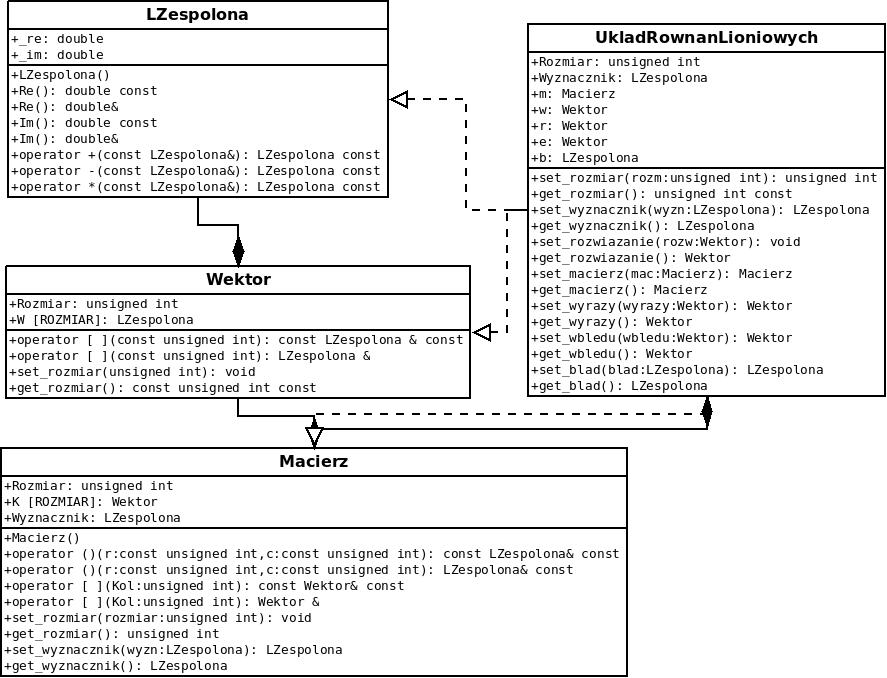 LZespolona
+_re: double
+_im: double
+LZespolona()
+Re(): double const
+Re(): double&
+Im(): double const
+Im(): double&
+operator +(const LZespolona&): LZespolona const
+operator -(const LZespolona&): LZespolona const
+operator *(const LZespolona&): LZespolona const
UkladRownanLioniowych
+Rozmiar: unsigned int
+Wyznacznik: LZespolona
+m: Macierz
+w: Wektor
+r: Wektor
+e: Wektor
+b: LZespolona
+set_rozmiar(rozm:unsigned int): unsigned int
+get_rozmiar(): unsigned int const
+set_wyznacznik(wyzn:LZespolona): LZespolona
+get_wyznacznik(): LZespolona
+set_rozwiazanie(rozw:Wektor): void
+get_rozwiazanie(): Wektor
+set_macierz(mac:Macierz): Macierz
+get_macierz(): Macierz
+set_wyrazy(wyrazy:Wektor): Wektor
+get_wyrazy(): Wektor
+set_wbledu(wbledu:Wektor): Wektor
+get_wbledu(): Wektor
+set_blad(blad:LZespolona): LZespolona
+get_blad(): LZespolona
Wektor
+Rozmiar: unsigned int
+W [ROZMIAR]: LZespolona
+operator [ ](const unsigned int): const LZespolona & const
+operator [ ](const unsigned int): LZespolona &
+set_rozmiar(unsigned int): void
+get_rozmiar(): const unsigned int const
Macierz
+Rozmiar: unsigned int
+K [ROZMIAR]: Wektor
+Wyznacznik: LZespolona
+Macierz()
+operator ()(r:const unsigned int,c:const unsigned int): const LZespolona& const
+operator ()(r:const unsigned int,c:const unsigned int): LZespolona& const
+operator [ ](Kol:unsigned int): const Wektor& const
+operator [ ](Kol:unsigned int): Wektor &
+set_rozmiar(rozmiar:unsigned int): void
+get_rozmiar(): unsigned int
+set_wyznacznik(wyzn:LZespolona): LZespolona
+get_wyznacznik(): LZespolona